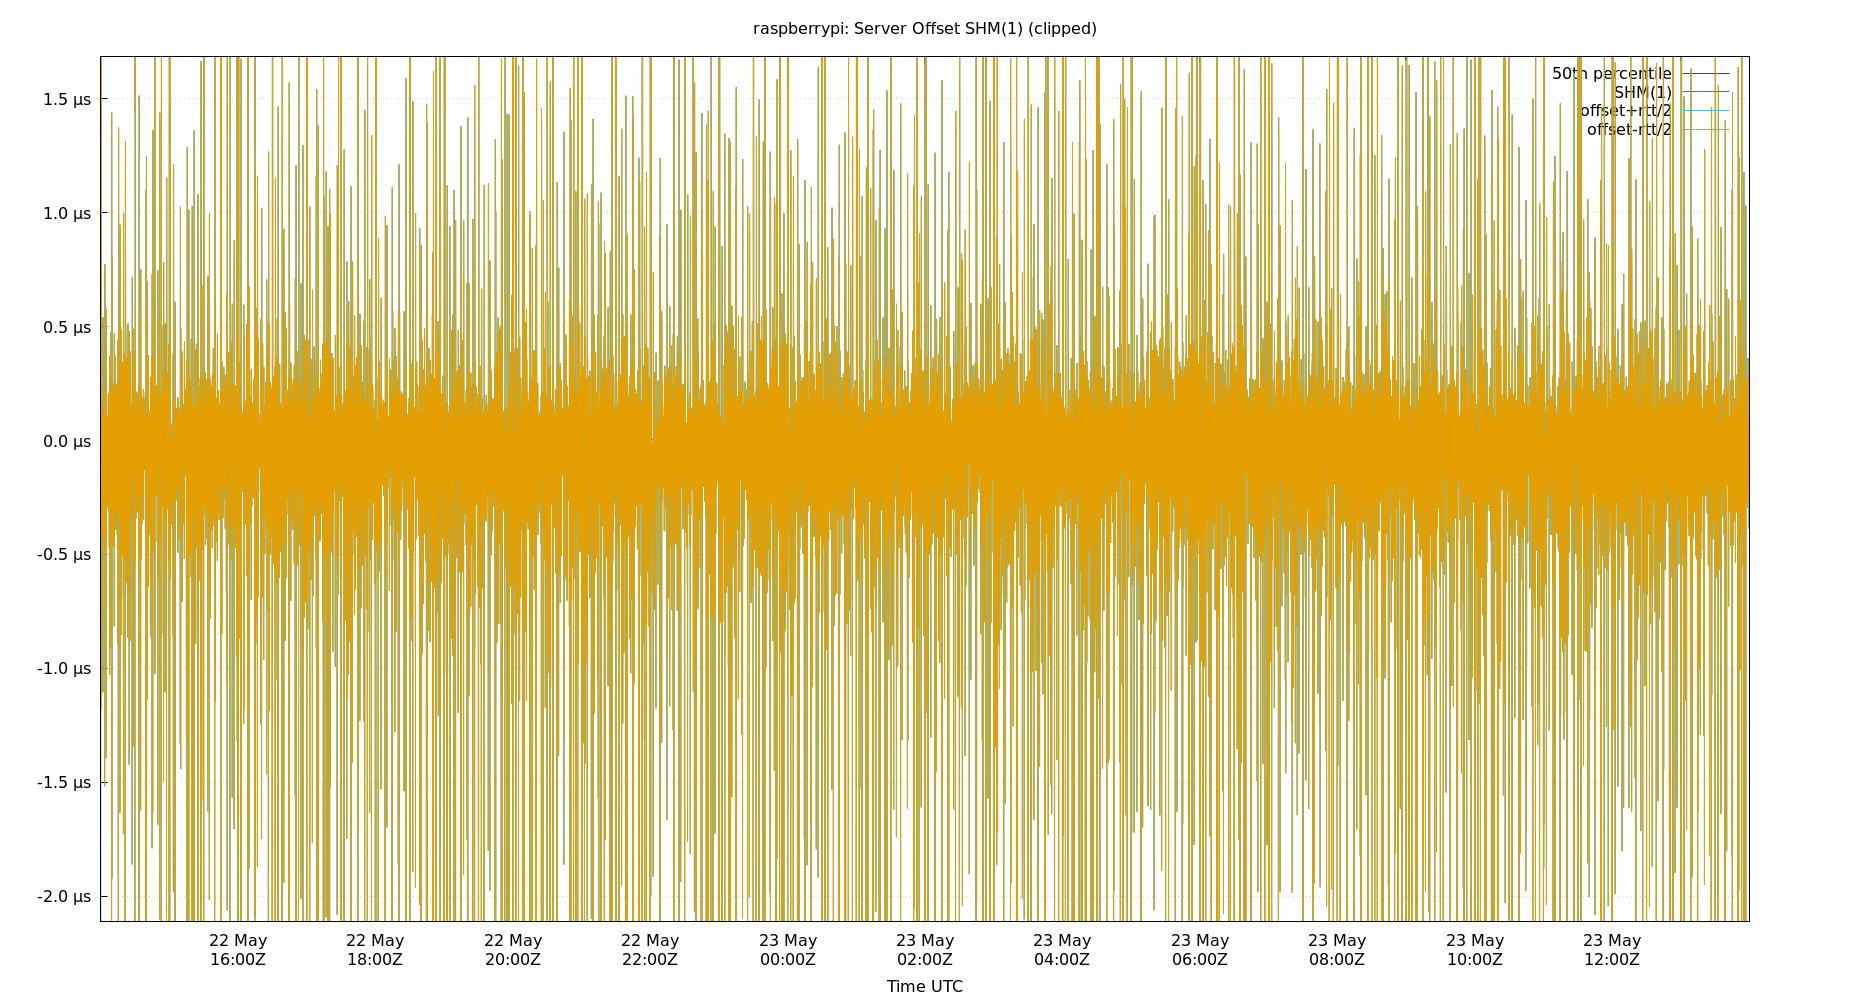 raspberrypi: Server Offset SHM(1) (clipped)
50th percentile
SHM(1)
offset+rtt/2
offset-rtt/2
1.5 µs
1.0 µs
0.5 µs
0.0 µs
-0.5 µs
-1.0 µs
-1.5 µs
-2.0 µs
22 May 22 May 22 May 22 May 23 May 23 May 23 May 23 May 23 May 23 May 23 May
16:00Z 18:00Z 20:00Z 22:00Z 00:00Z 02:00Z 04:00Z 06:00Z 08:00Z 10:00Z 12:00Z
Time UTC